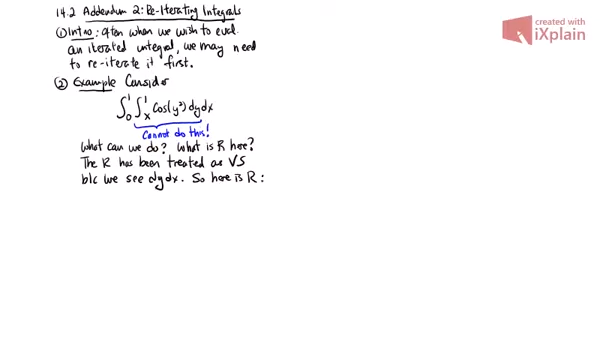 14.2 Addendum 2: Re-Iterating Integrals
① Intro: Often when we wish to eval.
an iterated integral, we may need
to re-iterate it first.
② Example Consider
∫₀¹ ∫ₓ¹ cos(y²) dy dx
Cannot do this!
What can we do? What is R here?
The R has been treated as VS
b/c we see dy dx. So here is R:
created with
iXplain